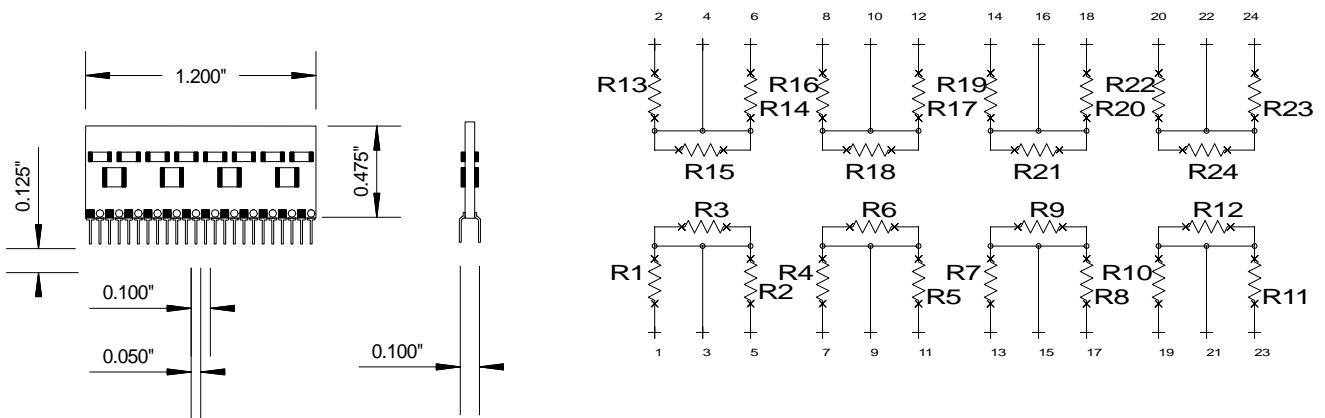 1.200"
0.475"
0.125"
0.100"
0.050"
0.100"
2 4 6 8 10 12 14 16 18 20 22 24
R13 R16 R19 R22
R14 R17 R20 R23
R15 R18 R21 R24
R3 R6 R9 R12
R1 R4 R7 R10
R2 R5 R8 R11
1 3 5 7 9 11 13 15 17 19 21 23